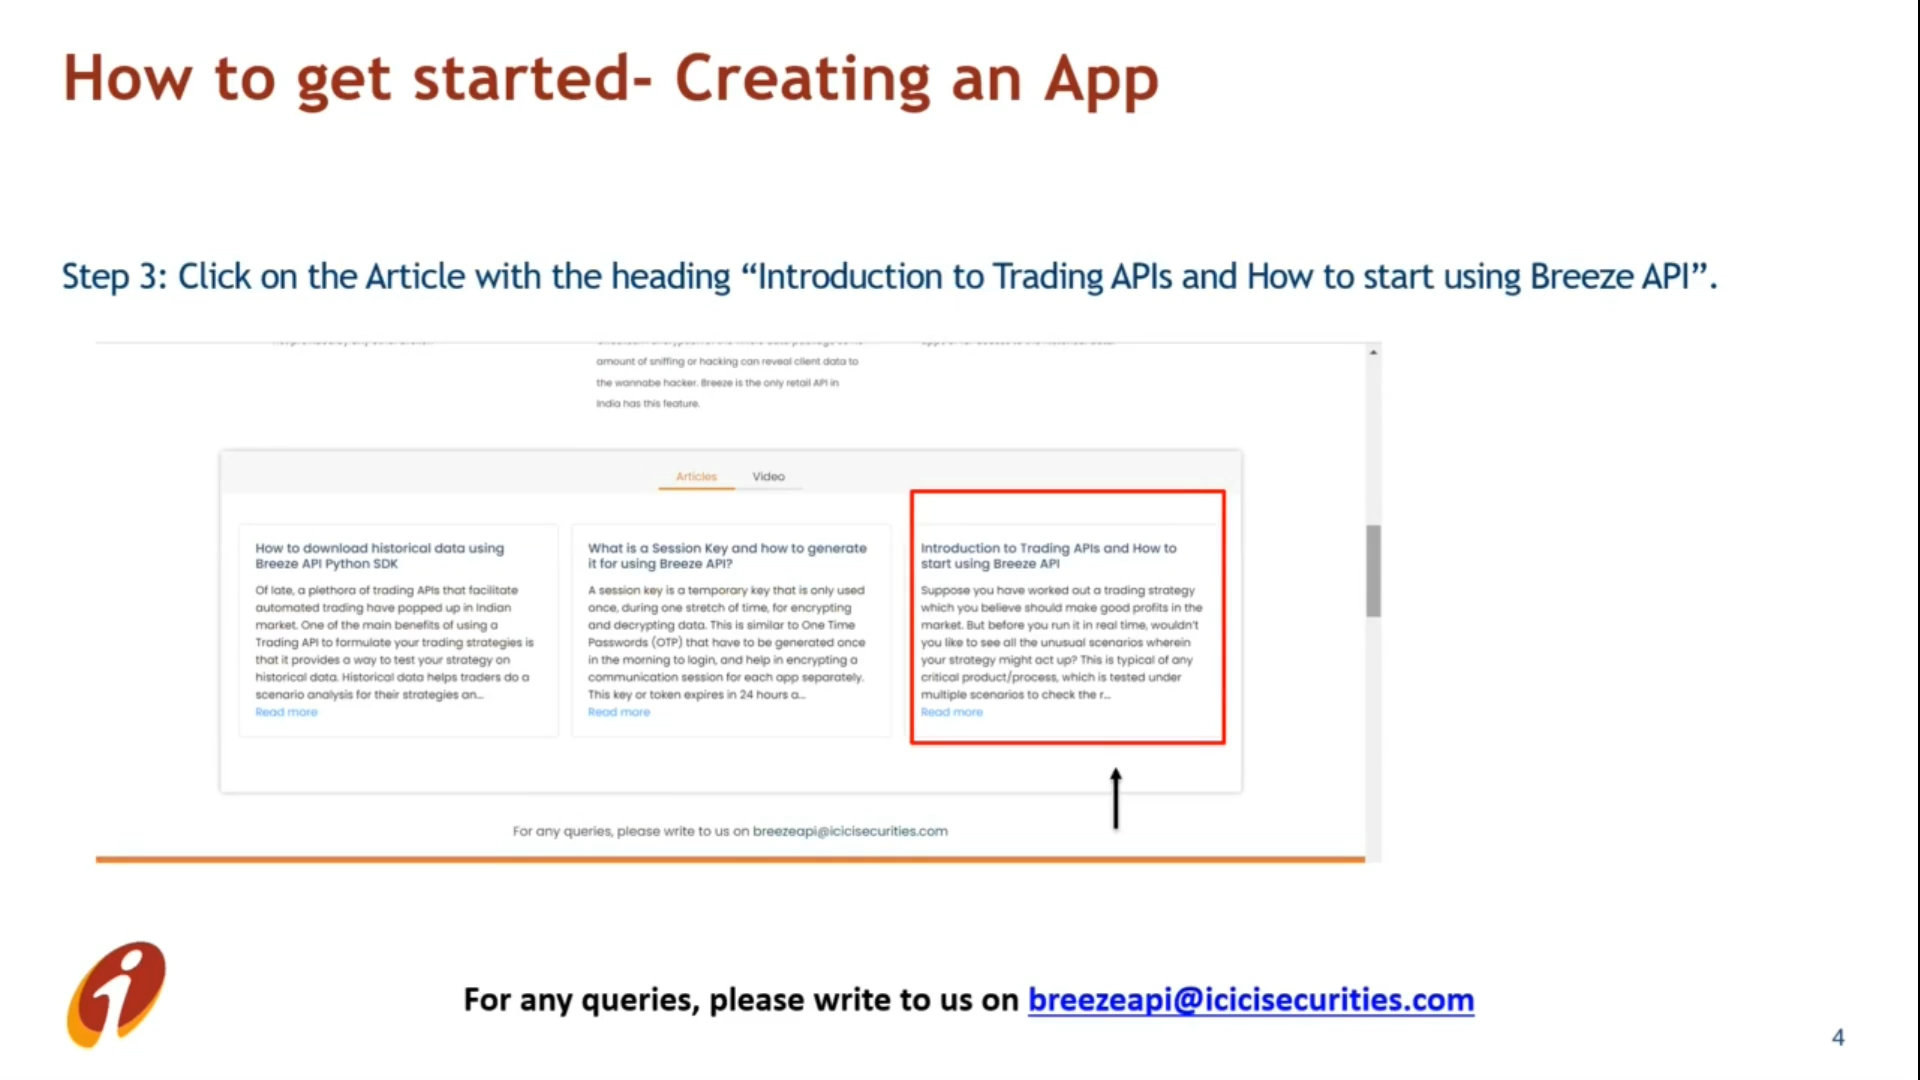 How to get started- Creating an App
Step 3: Click on the Article with the heading “Introduction to Trading APIs and How to start using Breeze API”.
amount of sniffing or hacking can reveal client data to
the wannabe hacker. Breeze is the only retail API in
India has this feature.
Articles
Video
How to download historical data using
Breeze API Python SDK
Of late, a plethora of trading APIs that facilitate
automated trading have popped up in Indian
market. One of the main benefits of using a
Trading API to formulate your trading strategies is
that it provides a way to test your strategy on
historical data. Historical data helps traders do a
scenario analysis for their strategies an...
Read more
What is a Session Key and how to generate
it for using Breeze API?
A session key is a temporary key that is only used
once, during one stretch of time, for encrypting
and decrypting data. This is similar to One Time
Passwords (OTP) that have to be generated once
in the morning to login, and help in encrypting a
communication session for each app separately.
This key or token expires in 24 hours a...
Read more
Introduction to Trading APIs and How to
start using Breeze API
Suppose you have worked out a trading strategy
which you believe should make good profits in the
market. But before you run it in real time, wouldn't
you like to see all the unusual scenarios wherein
your strategy might act up? This is typical of any
critical product/process, which is tested under
multiple scenarios to check the r...
Read more
For any queries, please write to us on breezeapi@icicisecurities.com
For any queries, please write to us on breezeapi@icicisecurities.com
4